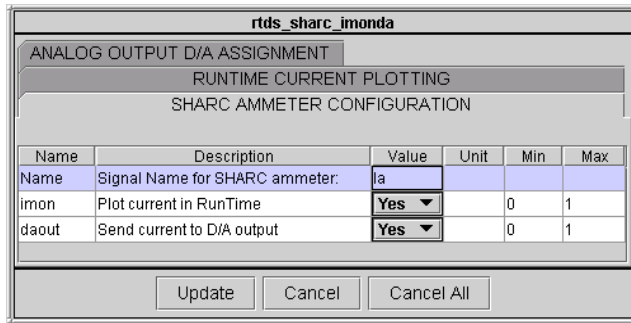 rtds_sharc_imonda
ANALOG OUTPUT D/A ASSIGNMENT
RUNTIME CURRENT PLOTTING
SHARC AMMETER CONFIGURATION
Name Description Value Unit Min Max
Name Signal Name for SHARC ammeter: Ia
imon Plot current in RunTime Yes 0 1
daout Send current to D/A output Yes 0 1
Update Cancel Cancel All